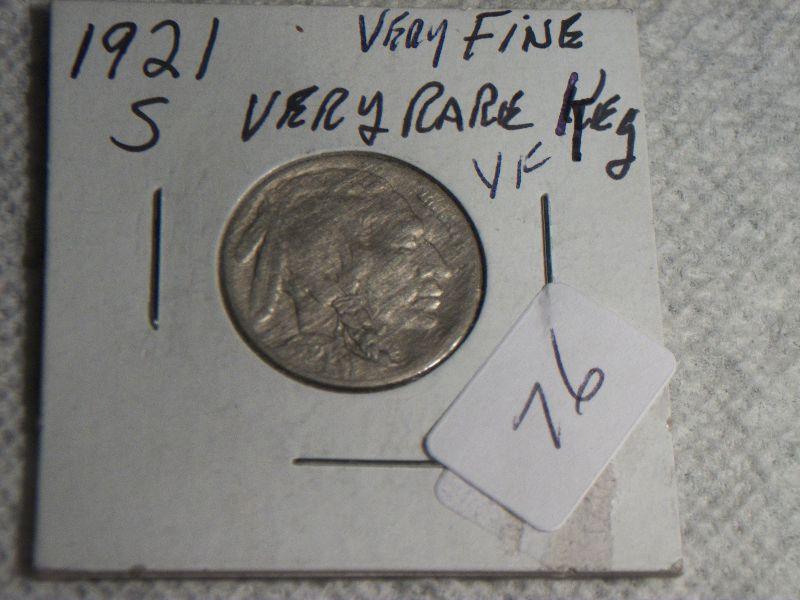 1921 VERY FINE
S VERY RARE Key
VF
76